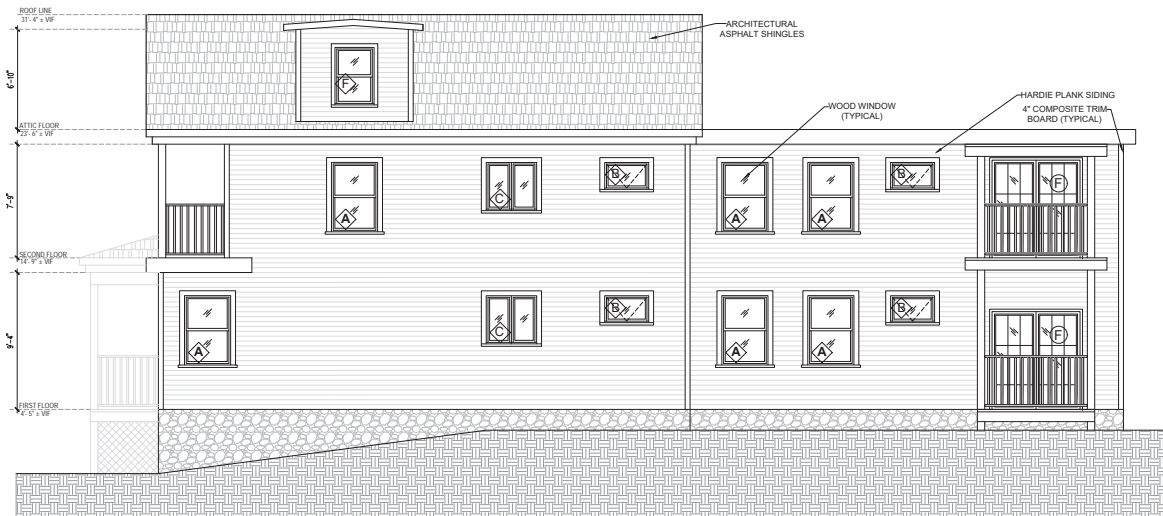 ROOF LINE
31'- 4" ± VIF
ARCHITECTURAL
ASPHALT SHINGLES
6'-10"
F
WOOD WINDOW
(TYPICAL)
HARDIE PLANK SIDING
4" COMPOSITE TRIM
BOARD (TYPICAL)
ATTIC FLOOR
23'- 6" ± VIF
7'-9"
A
C
B
A
A
B
F
SECOND FLOOR
14'- 9" ± VIF
9'-4"
A
C
B
A
A
B
F
FIRST FLOOR
4'- 5" ± VIF